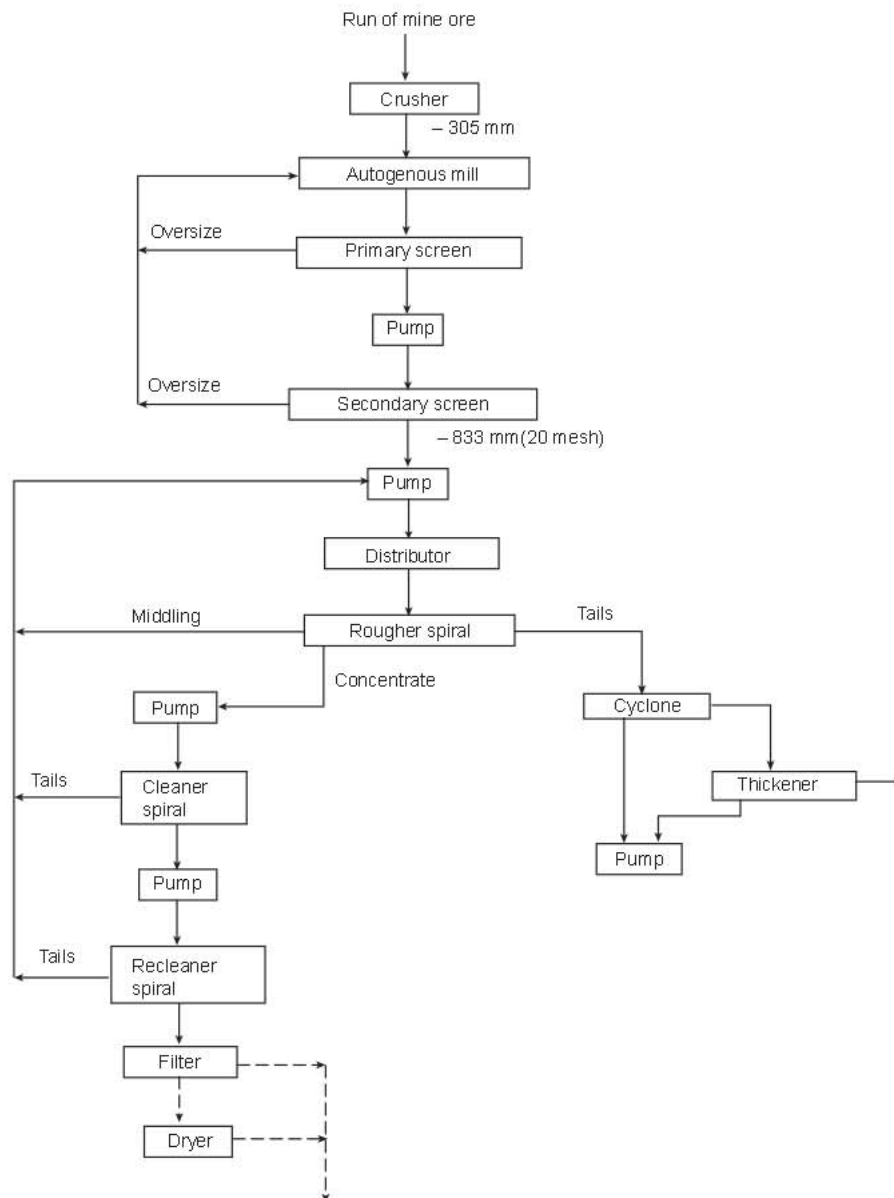 Run of mine ore
Crusher
– 305 mm
Autogenous mill
Oversize
Primary screen
Pump
Oversize
Secondary screen
– 833 mm(20 mesh)
Pump
Distributor
Middling
Rougher spiral
Tails
Concentrate
Pump
Cyclone
Tails
Cleaner
spiral
Thickener
Pump
Pump
Tails
Recleaner
spiral
Filter
Dryer